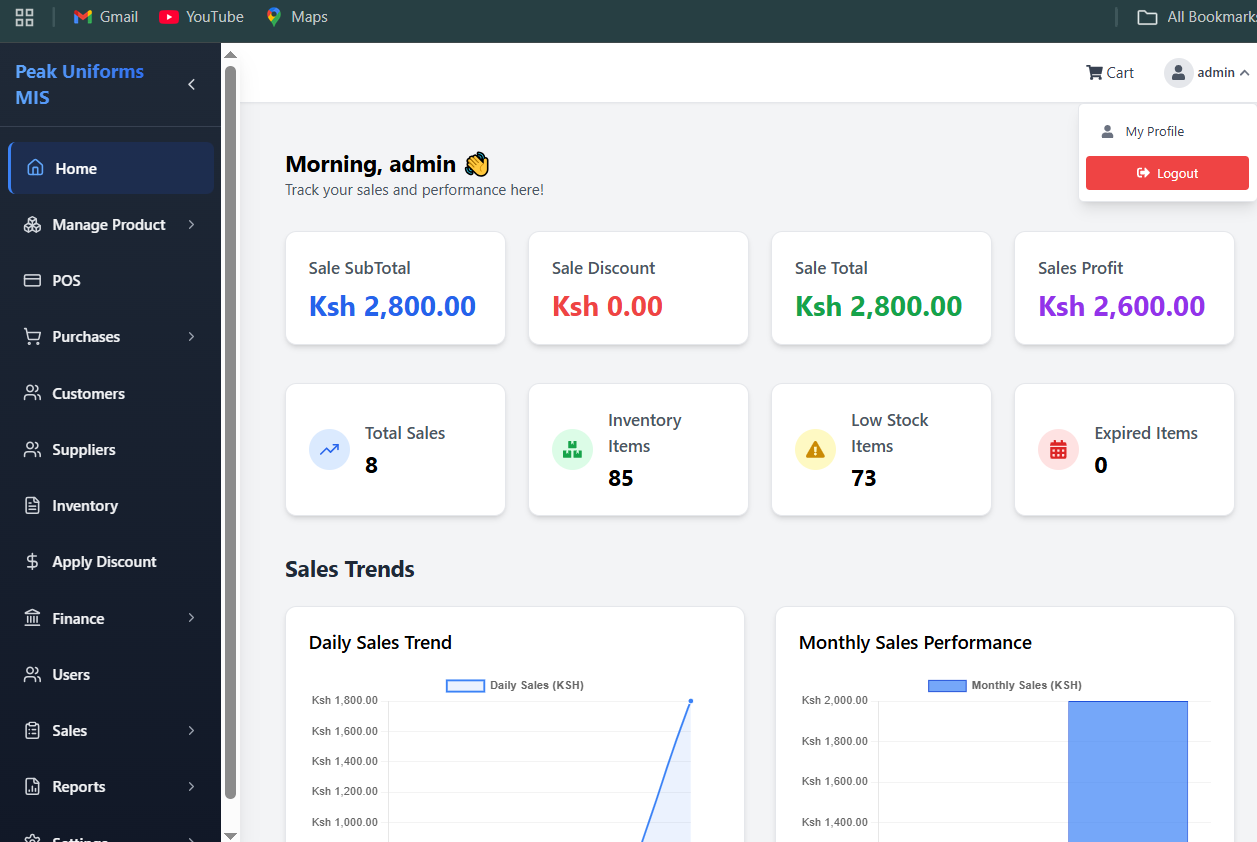 Gmail
YouTube
Maps
All Bookmarks
Peak Uniforms
MIS
Cart
admin
My Profile
Logout
Home
Manage Product
POS
Purchases
Customers
Suppliers
Inventory
Apply Discount
Finance
Users
Sales
Reports
Settings
Morning, admin 👋
Track your sales and performance here!
Sale SubTotal
Ksh 2,800.00
Sale Discount
Ksh 0.00
Sale Total
Ksh 2,800.00
Sales Profit
Ksh 2,600.00
Total Sales
8
Inventory
Items
85
Low Stock
Items
73
Expired Items
0
Sales Trends
Daily Sales Trend
Daily Sales (KSH)
Ksh 1,800.00
Ksh 1,600.00
Ksh 1,400.00
Ksh 1,200.00
Ksh 1,000.00
Monthly Sales Performance
Monthly Sales (KSH)
Ksh 2,000.00
Ksh 1,800.00
Ksh 1,600.00
Ksh 1,400.00